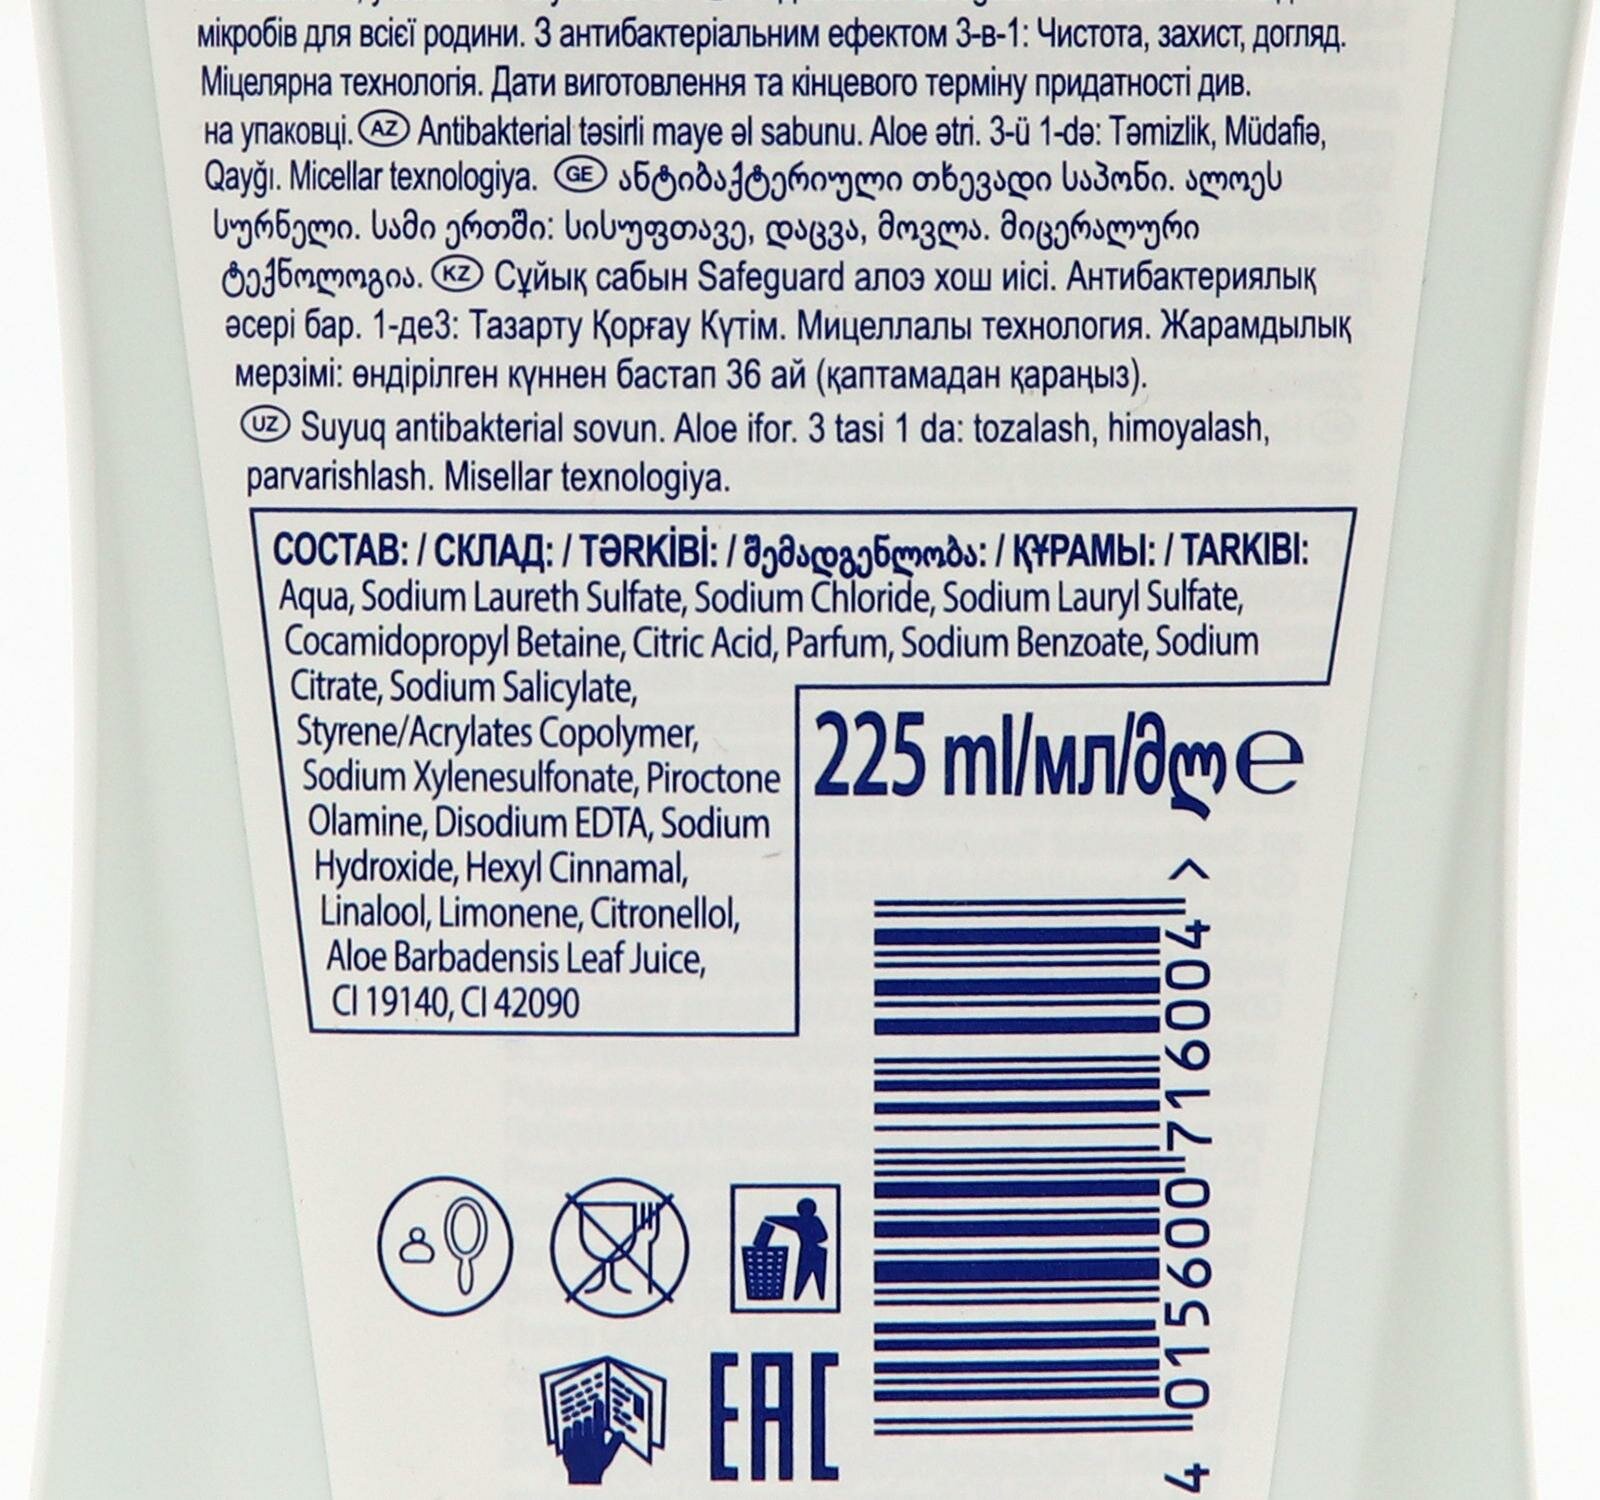 мікробів для всієї родини. З антибактеріальним ефектом 3-в-1: Чистота, захист, догляд.
Міцелярна технологія. Дати виготовлення та кінцевого терміну придатності див.
на упаковці. AZ Antibakterial təsirli maye əl sabunu. Aloe ətri. 3-ü 1-də: Təmizlik, Müdafiə,
Qayğı. Micellar texnologiya. GE ანტიბაქტერიული თხევადი საპონი. ალოეს
სურნელი. სამი ერთში: სისუფთავე, დაცვა, მოვლა. მიცერალური
ტექნოლოგია. KZ Сұйық сабын Safeguard алоэ хош иісі. Антибактериялық
әсері бар. 1-де3: Тазарту Қорғау Күтім. Мицеллалы технология. Жарамдылық
мерзімі: өндірілген күннен бастап 36 ай (қаптамадан қараңыз).
UZ Suyuq antibakterial sovun. Aloe ifor. 3 tasi 1 da: tozalash, himoyalash,
parvarishlash. Misellar texnologiya.
СОСТАВ: / СКЛАД: / TƏRKİBİ: / შემადგენლობა: / ҚҰРАМЫ: / TARKIBI:
Aqua, Sodium Laureth Sulfate, Sodium Chloride, Sodium Lauryl Sulfate,
Cocamidopropyl Betaine, Citric Acid, Parfum, Sodium Benzoate, Sodium
Citrate, Sodium Salicylate,
Styrene/Acrylates Copolymer,
Sodium Xylenesulfonate, Piroctone
Olamine, Disodium EDTA, Sodium
Hydroxide, Hexyl Cinnamal,
Linalool, Limonene, Citronellol,
Aloe Barbadensis Leaf Juice,
CI 19140, CI 42090
225 ml/мл/მლ ℮
4 015600 716004 >
EAC